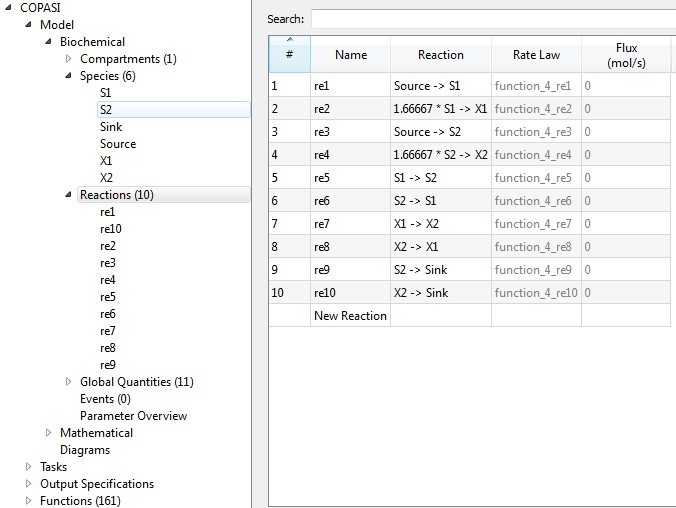 COPASI
Model
Biochemical
Compartments (1)
Species (6)
S1
S2
Sink
Source
X1
X2
Reactions (10)
re1
re10
re2
re3
re4
re5
re6
re7
re8
re9
Global Quantities (11)
Events (0)
Parameter Overview
Mathematical
Diagrams
Tasks
Output Specifications
Functions (161)
Search:
# Name Reaction Rate Law Flux (mol/s)
1 re1 Source -> S1 function_4_re1 0
2 re2 1.66667 * S1 -> X1 function_4_re2 0
3 re3 Source -> S2 function_4_re3 0
4 re4 1.66667 * S2 -> X2 function_4_re4 0
5 re5 S1 -> S2 function_4_re5 0
6 re6 S2 -> S1 function_4_re6 0
7 re7 X1 -> X2 function_4_re7 0
8 re8 X2 -> X1 function_4_re8 0
9 re9 S2 -> Sink function_4_re9 0
10 re10 X2 -> Sink function_4_re10 0
New Reaction